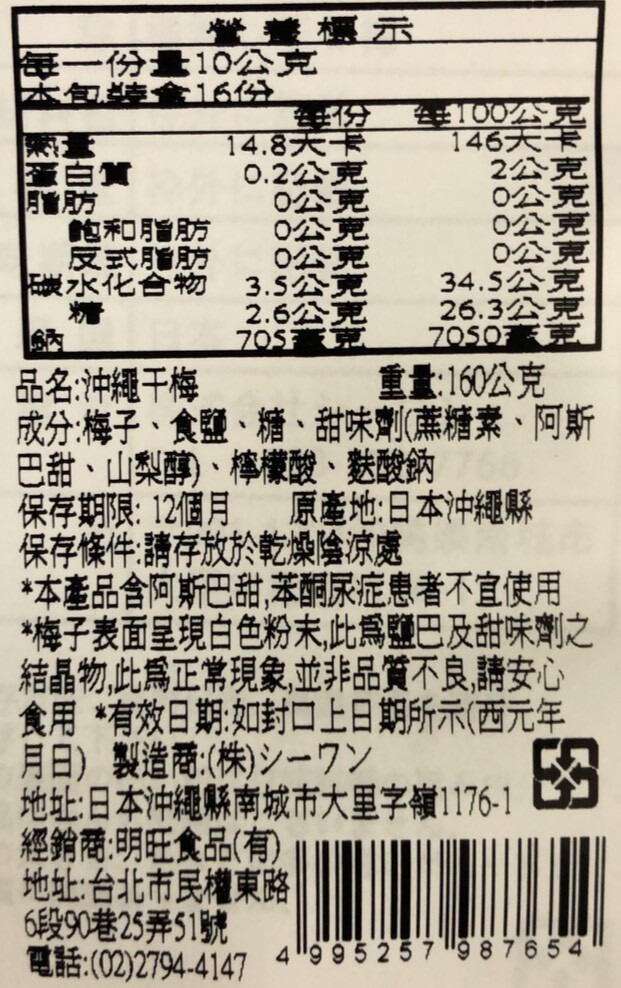 營養標示
每一份量10公克
本包裝含16份
每份 每100公克
熱量 14.8大卡 146大卡
蛋白質 0.2公克 2公克
脂肪 0公克 0公克
飽和脂肪 0公克 0公克
反式脂肪 0公克 0公克
碳水化合物 3.5公克 34.5公克
糖 2.6公克 26.3公克
鈉 705毫克 7050毫克
品名:沖繩干梅 重量:160公克
成分:梅子、食鹽、糖、甜味劑(蔗糖素、阿斯
巴甜、山梨醇)、檸檬酸、麩酸鈉
保存期限: 12個月 原產地:日本沖繩縣
保存條件:請存放於乾燥陰涼處
*本產品含阿斯巴甜,苯酮尿症患者不宜使用
*梅子表面呈現白色粉末,此為鹽巴及甜味劑之
結晶物,此為正常現象,並非品質不良,請安心
食用 *有效日期:如封口上日期所示(西元年
月日) 製造商:(株)シーワン
地址:日本沖繩縣南城市大里字嶺1176-1
經銷商:明旺食品(有)
地址:台北市民權東路
6段90巷25弄51號
電話:(02)2794-4147
4 995257 987654